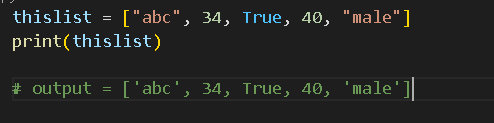 thislist = ["abc", 34, True, 40, "male"]
print(thislist)
# output = ['abc', 34, True, 40, 'male']